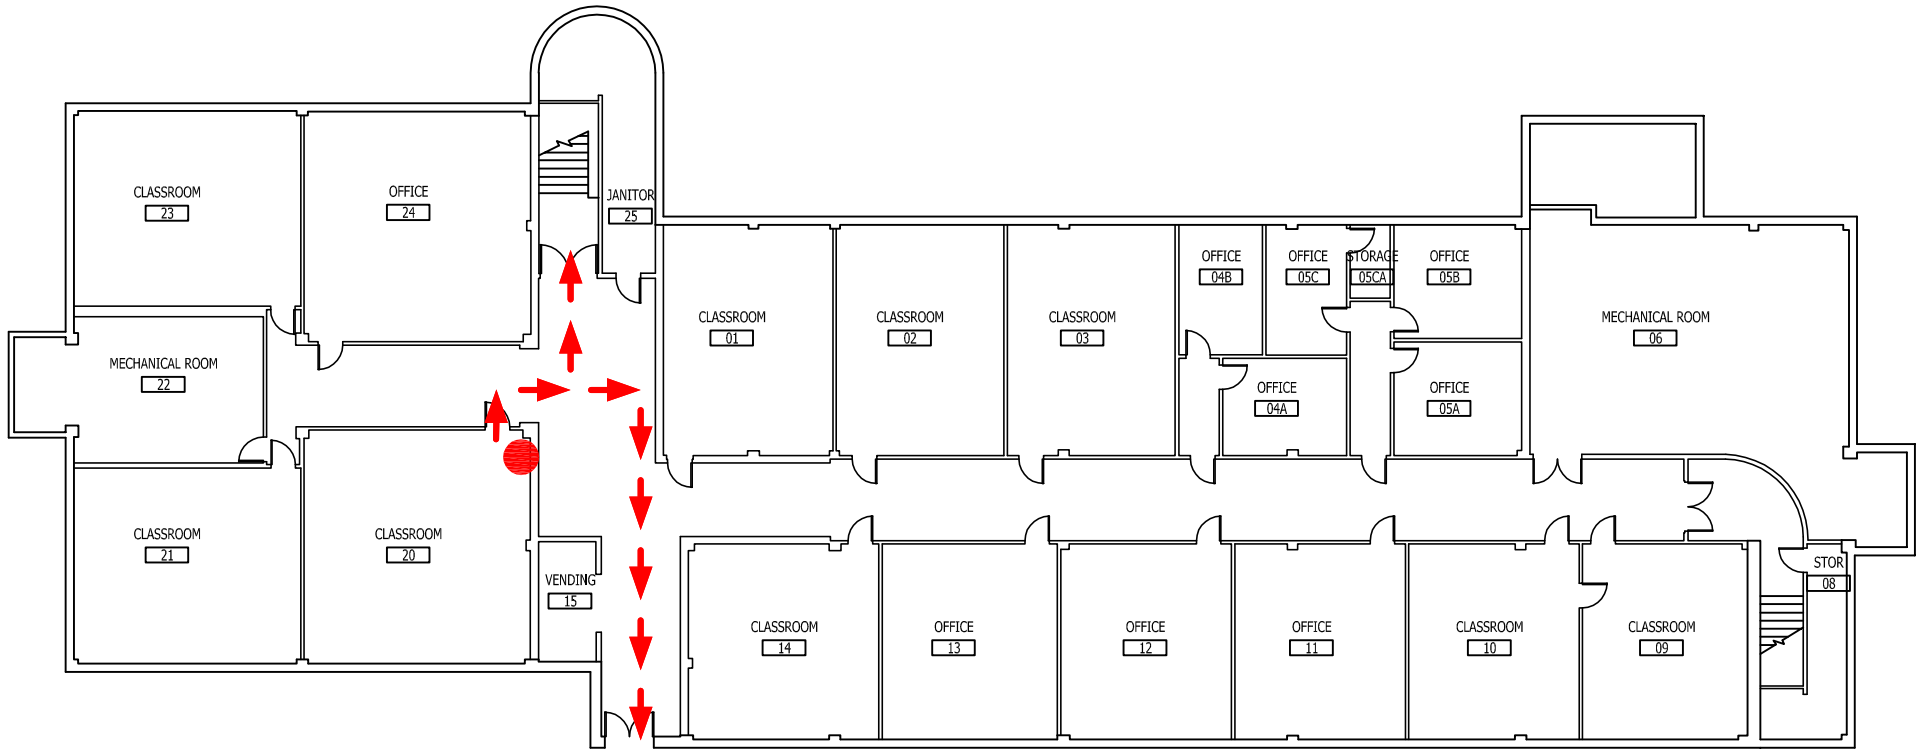 CLASSROOM
23
OFFICE
24
JANITOR
25
MECHANICAL ROOM
22
CLASSROOM
21
CLASSROOM
20
VENDING
15
CLASSROOM
01
CLASSROOM
02
CLASSROOM
03
OFFICE
04B
OFFICE
05C
STORAGE
05CA
OFFICE
05B
OFFICE
04A
OFFICE
05A
MECHANICAL ROOM
06
STOR
08
CLASSROOM
14
OFFICE
13
OFFICE
12
OFFICE
11
CLASSROOM
10
CLASSROOM
09